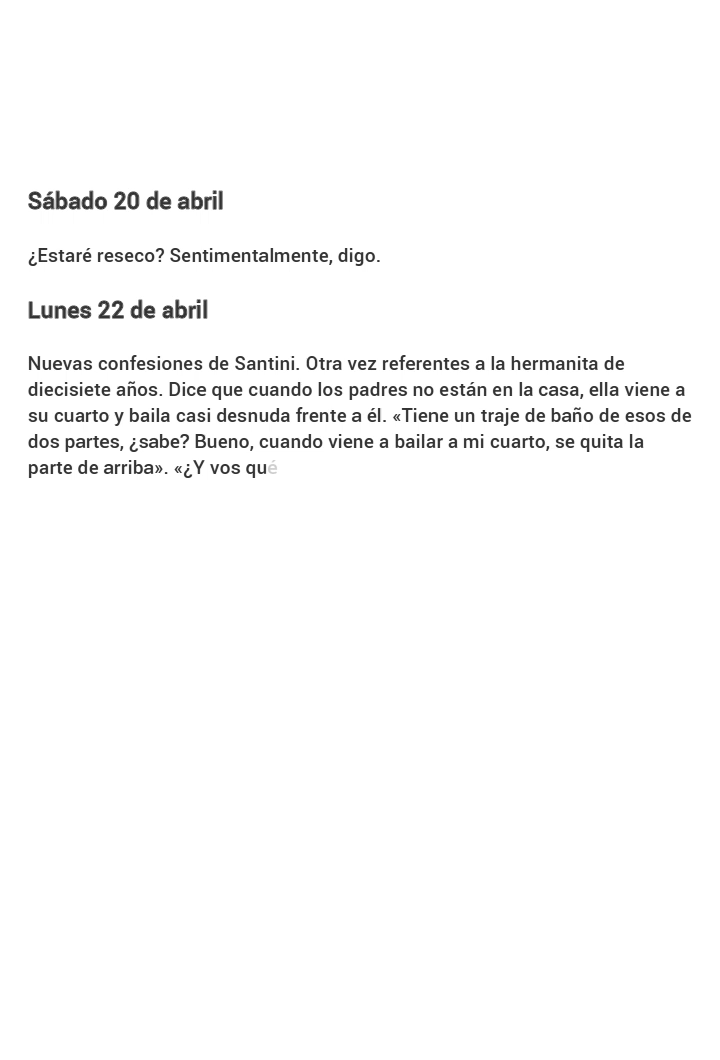 Sábado 20 de abril
¿Estaré reseco? Sentimentalmente, digo.
Lunes 22 de abril
Nuevas confesiones de Santini. Otra vez referentes a la hermanita de
diecisiete años. Dice que cuando los padres no están en la casa, ella viene a
su cuarto y baila casi desnuda frente a él. «Tiene un traje de baño de esos de
dos partes, ¿sabe? Bueno, cuando viene a bailar a mi cuarto, se quita la
parte de arriba». «¿Y vos qué